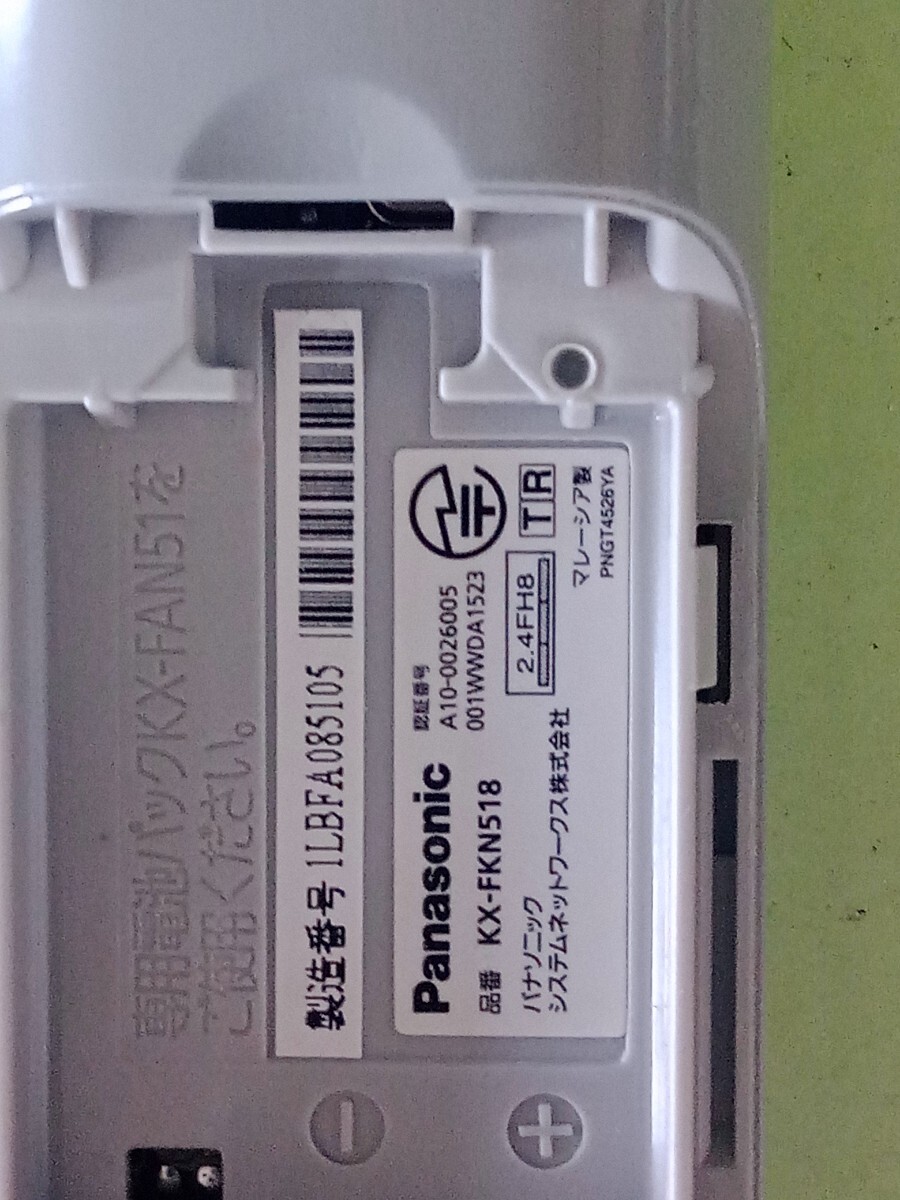 専用電池パックKX-FAN51を
ご使用ください。
製造番号 1LBFA085105
Panasonic
認証番号
A10-0026005
001WWDA1523
品番 KX-FKN518
2.4FH8
T R
パナソニック
システムネットワークス株式会社
マレーシア製
PNGT4526YA